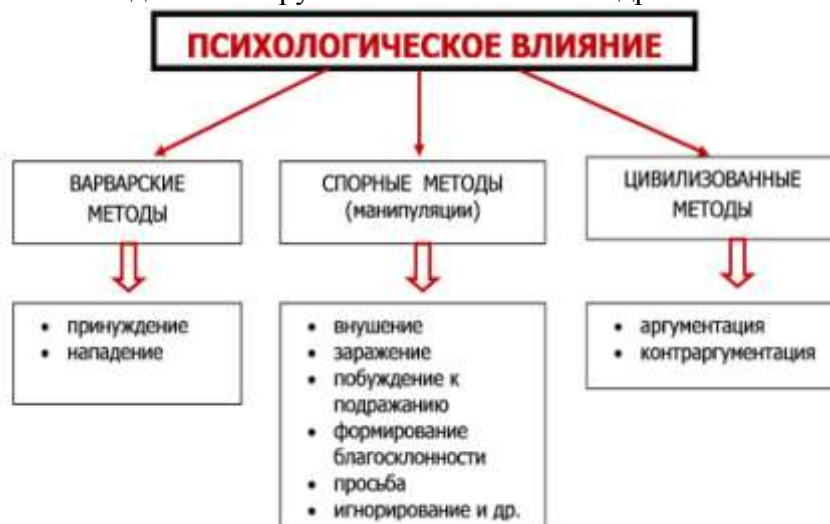 ПСИХОЛОГИЧЕСКОЕ ВЛИЯНИЕ
ВАРВАРСКИЕ
МЕТОДЫ
СПОРНЫЕ МЕТОДЫ
(манипуляции)
ЦИВИЛИЗОВАННЫЕ
МЕТОДЫ
• принуждение
• нападение
• внушение
• заражение
• побуждение к
подражанию
• формирование
благосклонности
• просьба
• игнорирование и др.
• аргументация
• контраргументация